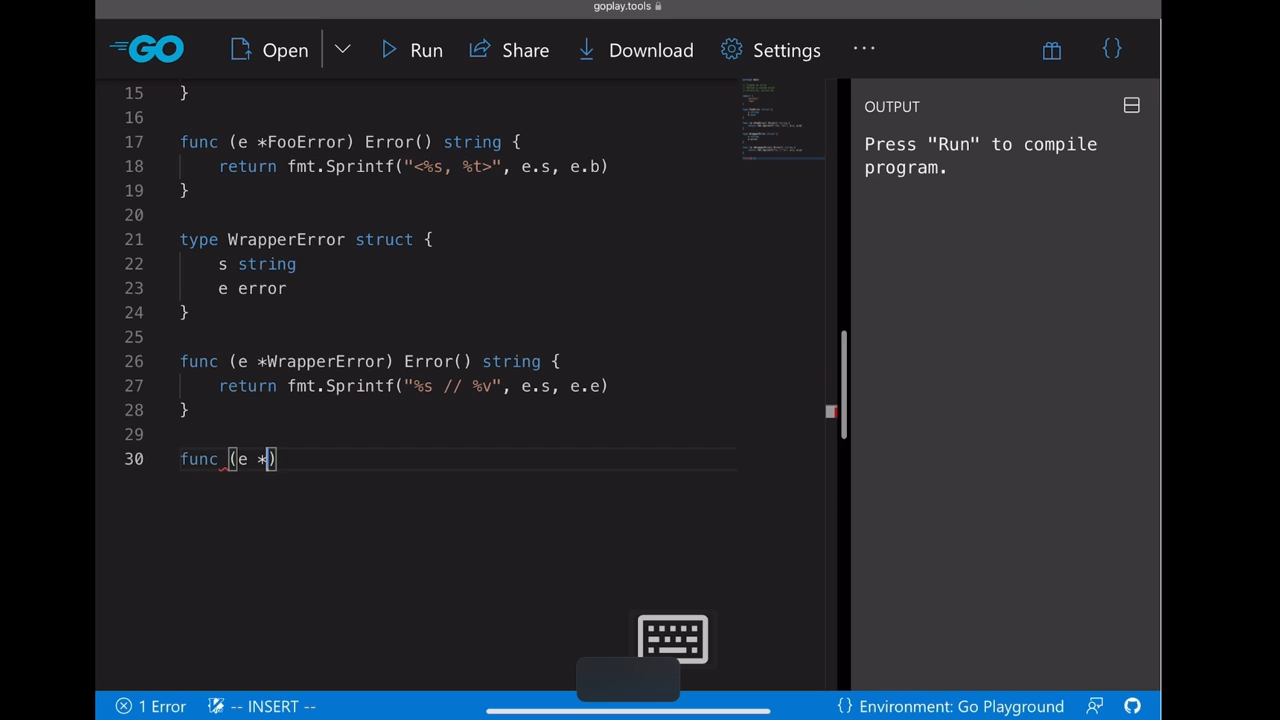 goplay.tools
GO Open Run Share Download Settings ··· {}
15 }
16
17 func (e *FooError) Error() string {
18 return fmt.Sprintf("<%s, %t>", e.s, e.b)
19 }
20
21 type WrapperError struct {
22 s string
23 e error
24 }
25
26 func (e *WrapperError) Error() string {
27 return fmt.Sprintf("%s // %v", e.s, e.e)
28 }
29
30 func (e *)
OUTPUT
Press "Run" to compile
program.
1 Error -- INSERT -- {} Environment: Go Playground